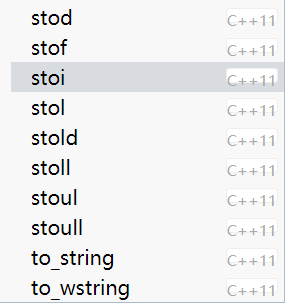 stod C++11
stof C++11
stoi C++11
stol C++11
stold C++11
stoll C++11
stoul C++11
stoull C++11
to_string C++11
to_wstring C++11